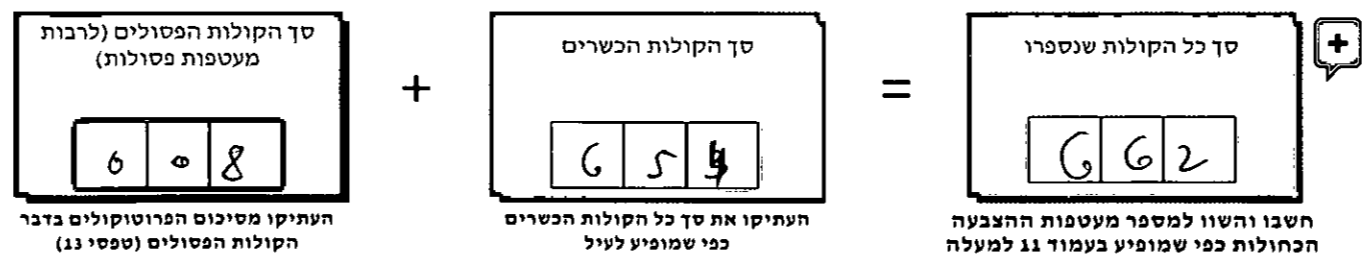 סך הקולות הפסולים (לרבות
מעטפות פסולות)
008
העתיקו מסיכום הפרוטוקולים בדבר
הקולות הפסולים (טפסי 13)
+
סך הקולות הכשרים
654
העתיקו את סך כל הקולות הכשרים
כפי שמופיע לעיל
=
סך כל הקולות שנספרו
662
חשבו והשוו למספר מעטפות ההצבעה
הכחולות כפי שמופיע בעמוד 11 למעלה
+